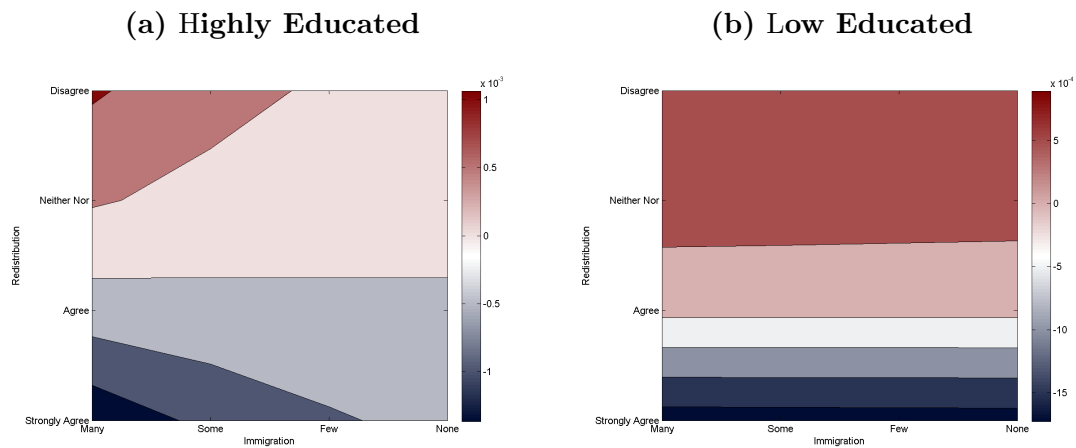 (a) Highly Educated
x 10⁻³
Disagree
Neither Nor
Agree
Strongly Agree
Redistribution
Many
Some
Few
None
Immigration
1
0.5
0
-0.5
-1
(b) Low Educated
x 10⁻⁴
Disagree
Neither Nor
Agree
Strongly Agree
Redistribution
Many
Some
Few
None
Immigration
5
0
-5
-10
-15